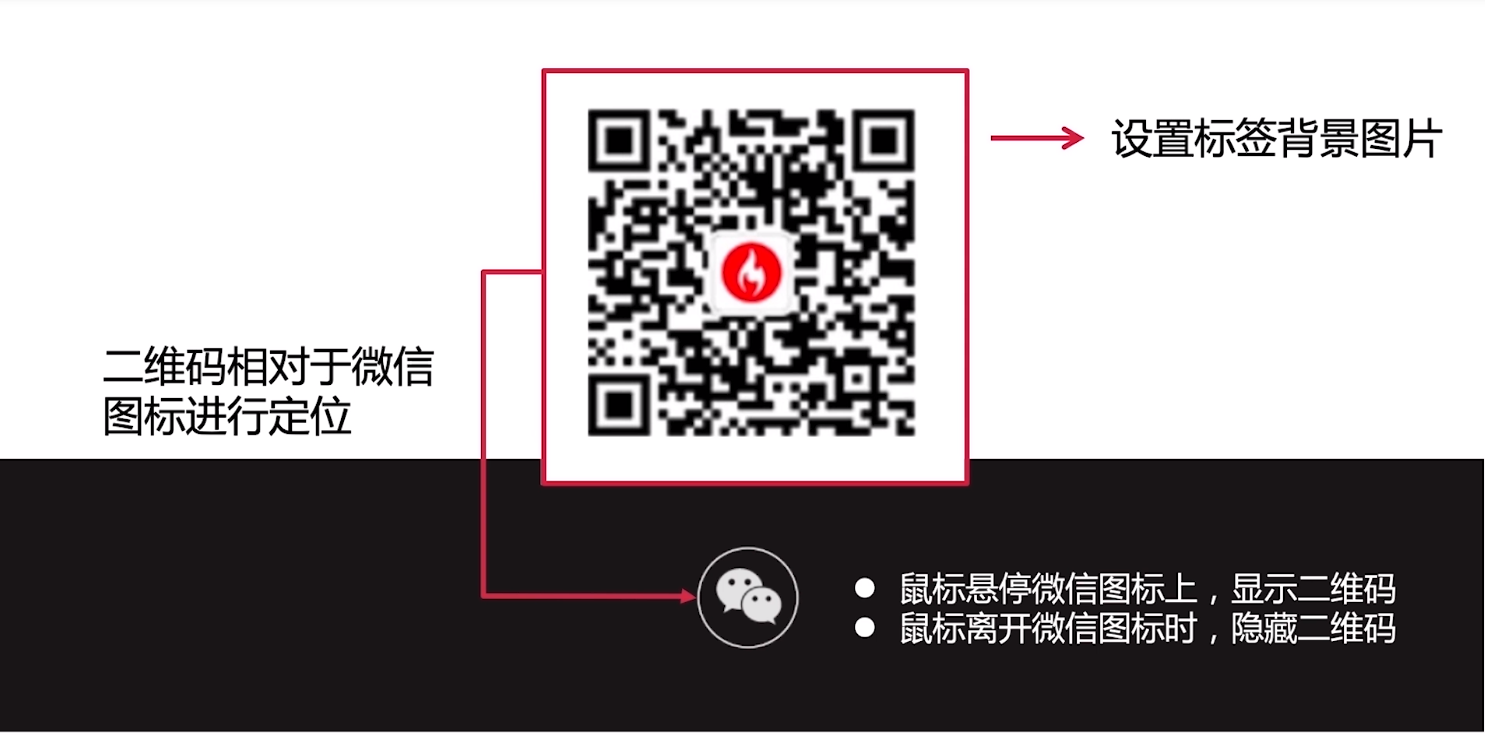 设置标签背景图片
二维码相对于微信
图标进行定位
鼠标悬停微信图标上，显示二维码
鼠标离开微信图标时，隐藏二维码